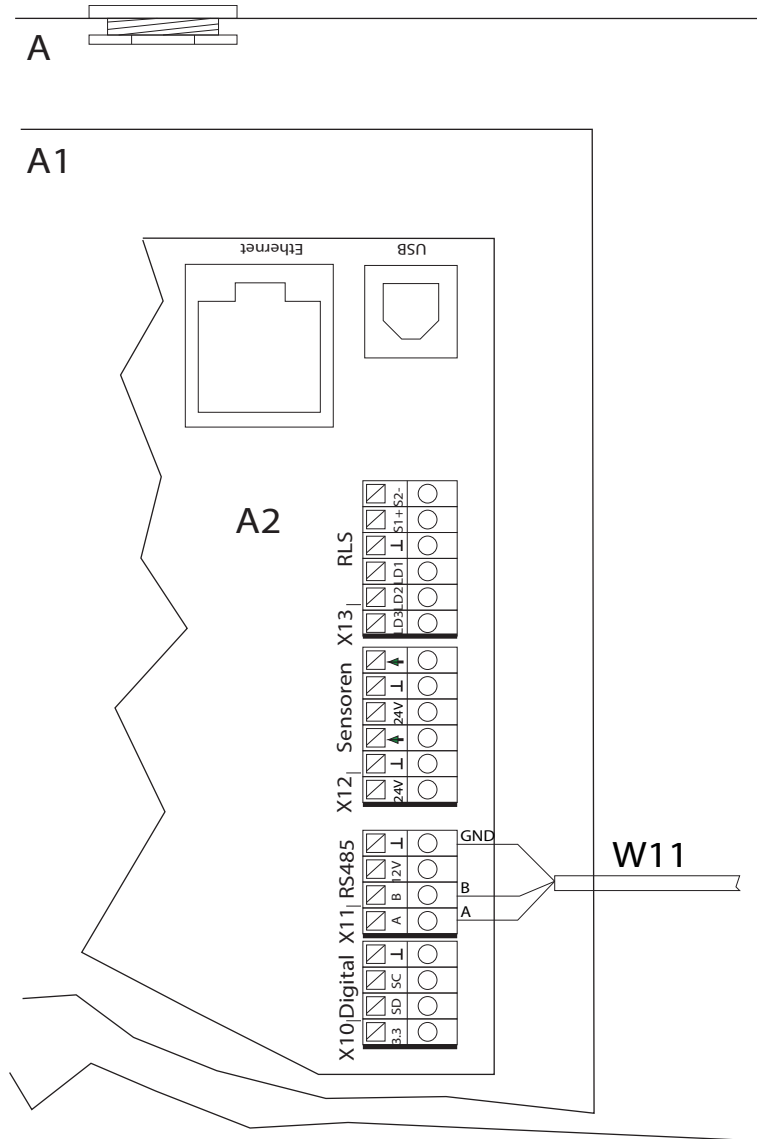 A
A1
Ethernet
USB
A2
RLS
X13
S2-
S1+
⊥
LD1
LD2
LD3
Sensoren
X12
⊥
24V
⊥
24V
RS485
X11
⊥
12V
B
A
GND
B
A
W11
Digital
X10
⊥
SC
SD
3.3